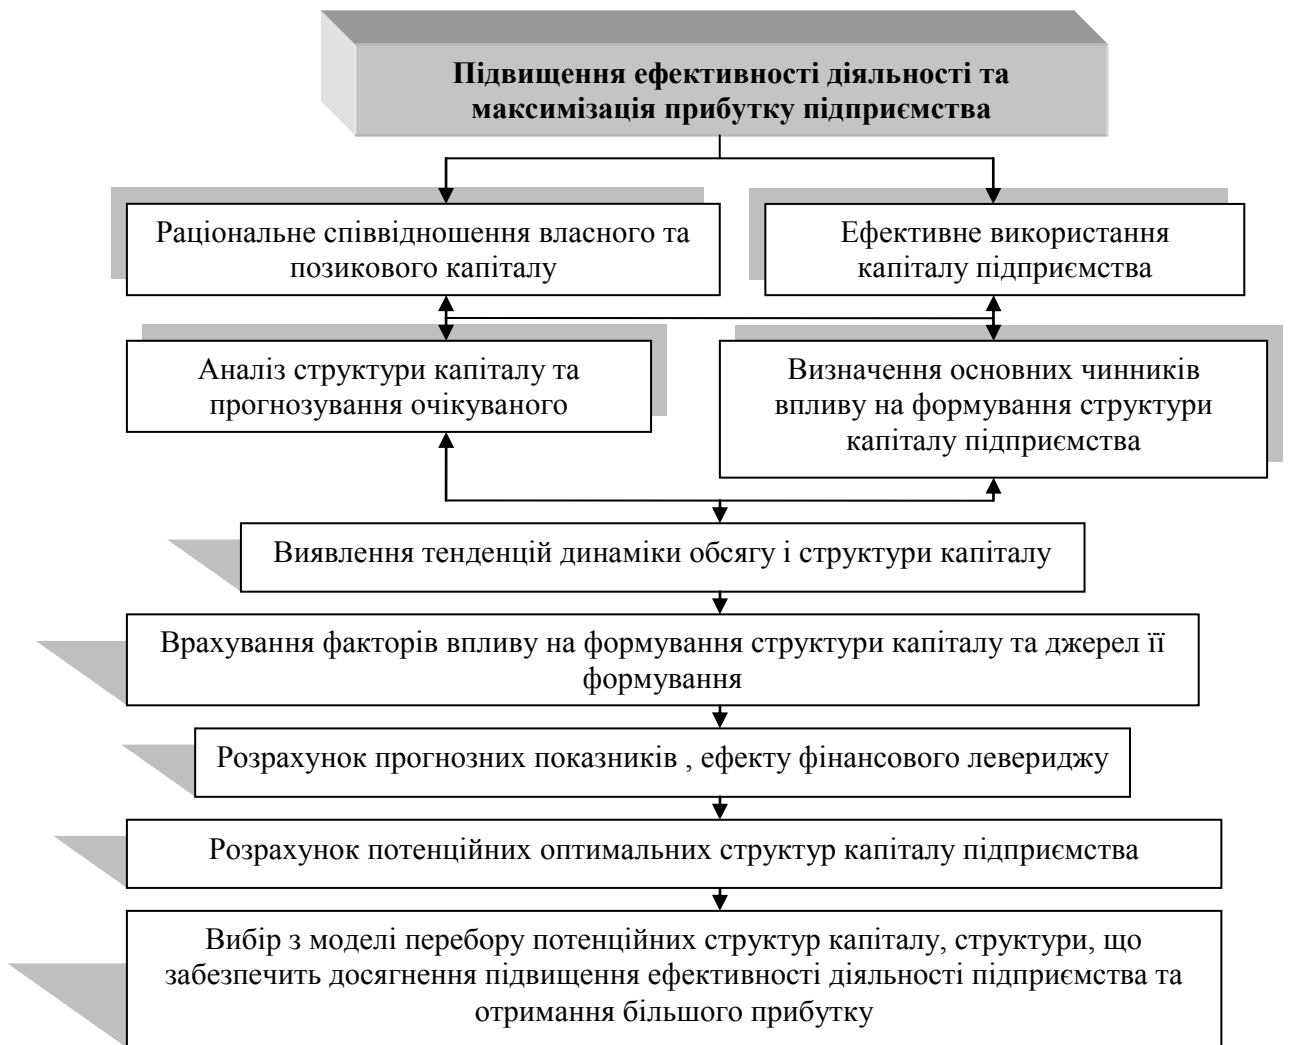 Підвищення ефективності діяльності та
максимізація прибутку підприємства
Раціональне співвідношення власного та
позикового капіталу
Ефективне використання
капіталу підприємства
Аналіз структури капіталу та
прогнозування очікуваного
Визначення основних чинників
впливу на формування структури
капіталу підприємства
Виявлення тенденцій динаміки обсягу і структури капіталу
Врахування факторів впливу на формування структури капіталу та джерел її
формування
Розрахунок прогнозних показників , ефекту фінансового левериджу
Розрахунок потенційних оптимальних структур капіталу підприємства
Вибір з моделі перебору потенційних структур капіталу, структури, що
забезпечить досягнення підвищення ефективності діяльності підприємства та
отримання більшого прибутку